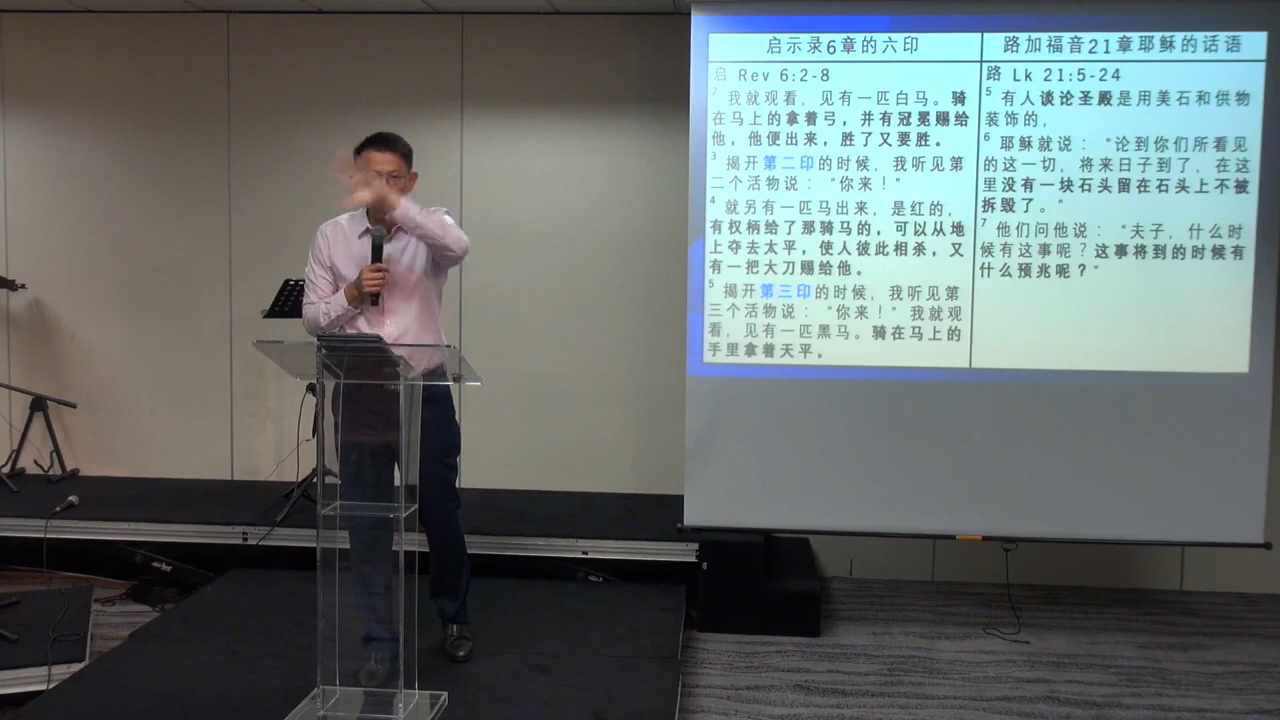 启示录6章的六印
启 Rev 6:2-8
2 我就观看，见有一匹白马。骑
在马上的拿着弓，并有冠冕赐给
他，他便出来，胜了又要胜。
3 揭开第二印的时候，我听见第
二个活物说：“你来！”
4 就另有一匹马出来，是红的，
有权柄给了那骑马的，可以从地
上夺去太平，使人彼此相杀，又
有一把大刀赐给他。
5 揭开第三印的时候，我听见第
三个活物说：“你来！”我就观
看，见有一匹黑马。骑在马上的
手里拿着天平。
路加福音21章耶稣的话语
路 Lk 21:5-24
5 有人谈论圣殿是用美石和供物
装饰的，
6 耶稣就说：“论到你们所看见
的这一切，将来日子到了，在这
里没有一块石头留在石头上不被
拆毁了。”
7 他们问他说：“夫子，什么时
候有这事呢？这事将到的时候有
什么预兆呢？”